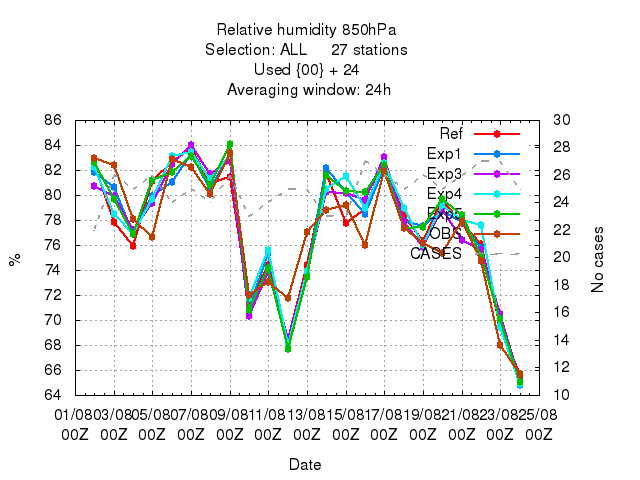 Relative humidity 850hPa
Selection: ALL 27 stations
Used {00} + 24
Averaging window: 24h
86
84
82
80
78
76
74
72
70
68
66
64
%
30
28
26
24
22
20
18
16
14
12
10
No cases
Ref
Exp1
Exp3
Exp4
Exp5
OBS
CASES
01/08 03/08 05/08 07/08 09/08 11/08 13/08 15/08 17/08 19/08 21/08 23/08 25/08
00Z 00Z 00Z 00Z 00Z 00Z 00Z 00Z 00Z 00Z 00Z 00Z 00Z
Date